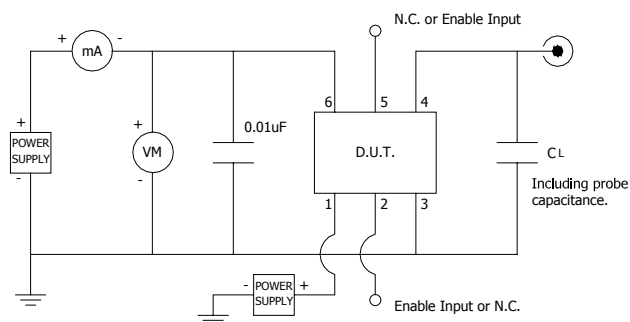 N.C. or Enable Input
+ mA -
6 5 4
+
POWER
SUPPLY
-
+
VM
-
0.01uF
D.U.T.
CL
Including probe
capacitance.
1 2 3
- POWER
SUPPLY +
Enable Input or N.C.